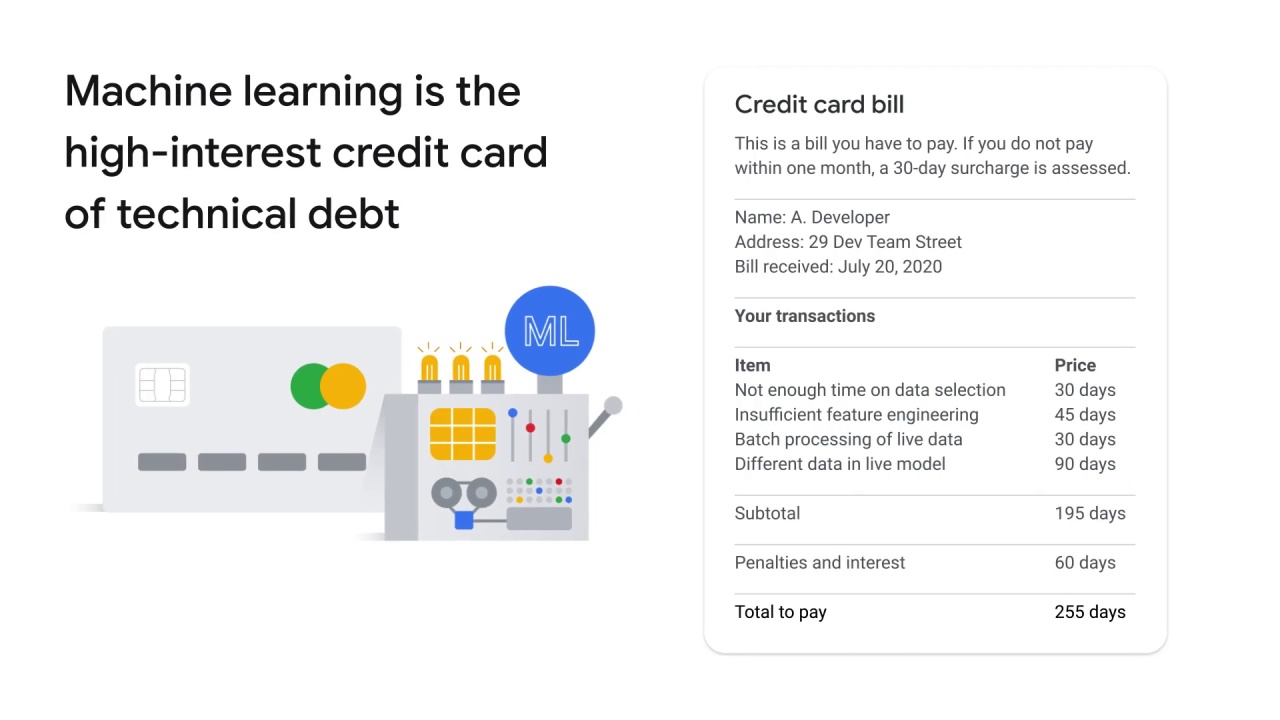 Machine learning is the
high-interest credit card
of technical debt
ML
Credit card bill
This is a bill you have to pay. If you do not pay
within one month, a 30-day surcharge is assessed.
Name: A. Developer
Address: 29 Dev Team Street
Bill received: July 20, 2020
Your transactions
Item Price
Not enough time on data selection 30 days
Insufficient feature engineering 45 days
Batch processing of live data 30 days
Different data in live model 90 days
Subtotal 195 days
Penalties and interest 60 days
Total to pay 255 days